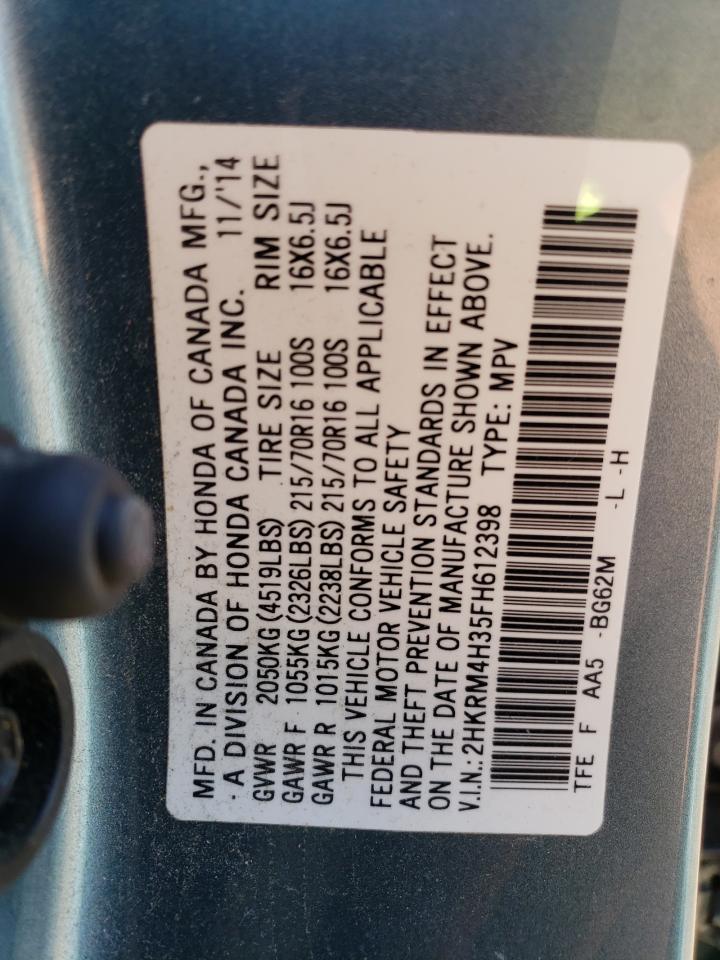 MFD. IN CANADA BY HONDA OF CANADA MFG.,
· A DIVISION OF HONDA CANADA INC. 11/'14
GVWR 2050KG (4519LBS) TIRE SIZE RIM SIZE
GAWR F 1055KG (2326LBS) 215/70R16 100S 16X6.5J
GAWR R 1015KG (2238LBS) 215/70R16 100S 16X6.5J
THIS VEHICLE CONFORMS TO ALL APPLICABLE
FEDERAL MOTOR VEHICLE SAFETY
AND THEFT PREVENTION STANDARDS IN EFFECT
ON THE DATE OF MANUFACTURE SHOWN ABOVE.
V.I.N.: 2HKRM4H35FH612398 TYPE: MPV
TFE F AA5 -BG62M -L -H